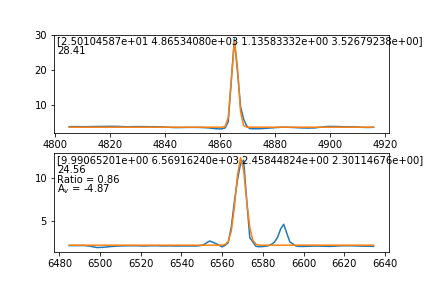 30
20
10
[2.50104587e+01 4.86534080e+03 1.13583332e+00 3.52679238e+00]
28.41
4800 4820 4840 4860 4880 4900 4920
10
5
[9.99065201e+00 6.56916240e+03 2.45844824e+00 2.30114676e+00]
24.56
Ratio = 0.86
Av = -4.87
6480 6500 6520 6540 6560 6580 6600 6620 6640